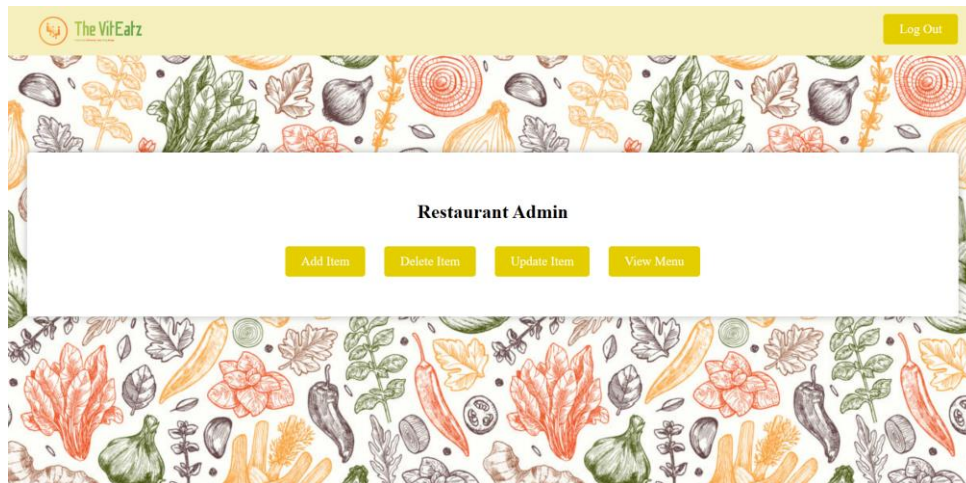 The VitEatz
Log Out
Restaurant Admin
Add Item Delete Item Update Item View Menu